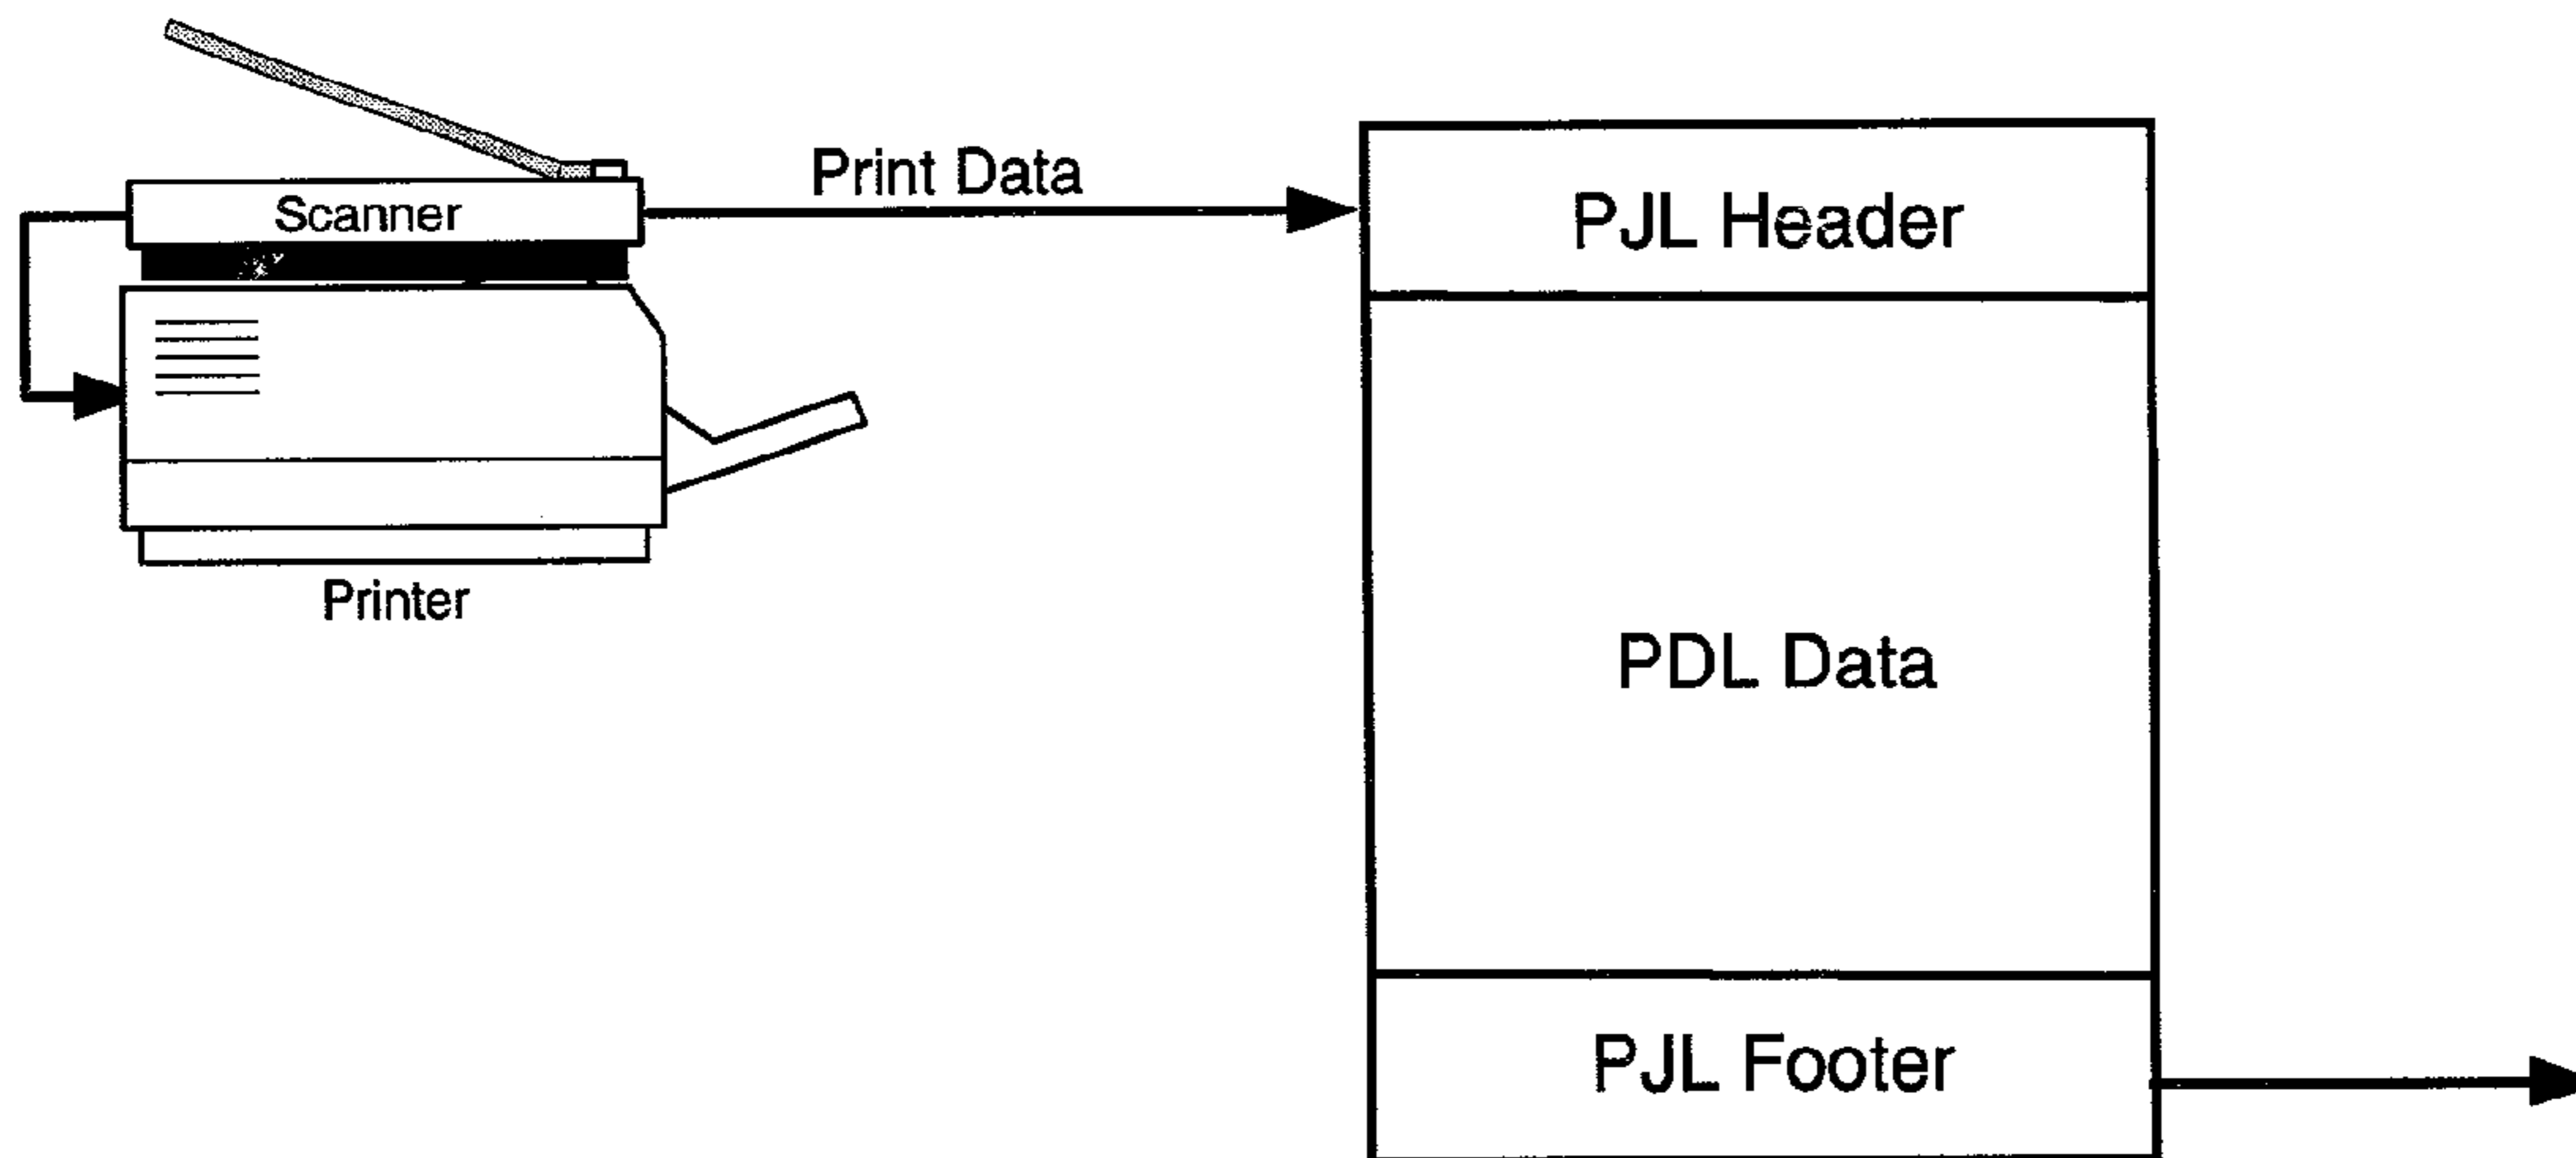 Print Data
Scanner
PJL Header
Printer
PDL Data
PJL Footer